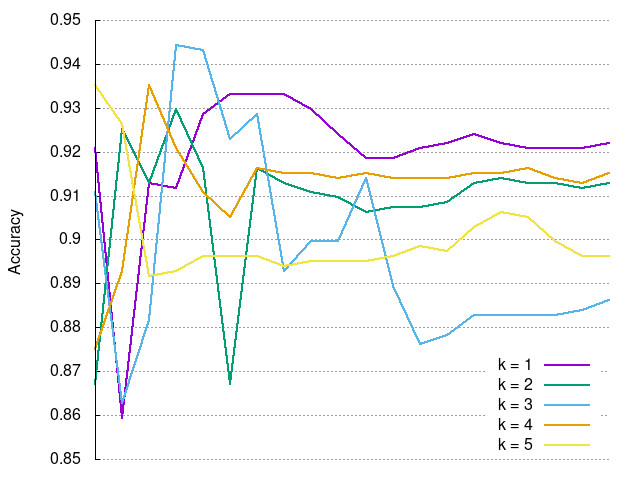 0.95
0.94
0.93
0.92
0.91
0.9
0.89
0.88
0.87
0.86
0.85
Accuracy
k = 1
k = 2
k = 3
k = 4
k = 5